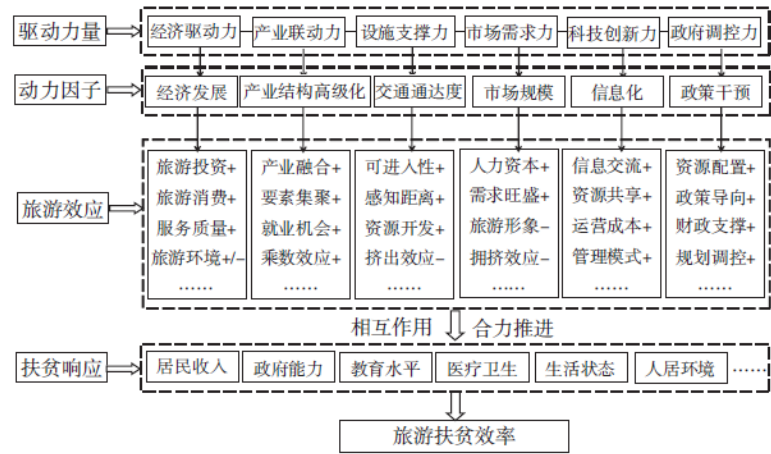 驱动力量
经济驱动力 产业联动力 设施支撑力 市场需求力 科技创新力 政府调控力
动力因子
经济发展 产业结构高级化 交通通达度 市场规模 信息化 政策干预
旅游效应
旅游投资+ 产业融合+ 可进入性+ 人力资本+ 信息交流+ 资源配置+
旅游消费+ 要素集聚+ 感知距离+ 需求旺盛+ 资源共享+ 政策导向+
服务质量+ 就业机会+ 资源开发+ 旅游形象− 运营成本+ 财政支撑+
旅游环境+/− 乘数效应+ 挤出效应− 拥挤效应− 管理模式+ 规划调控+
…… …… …… …… …… ……
相互作用 合力推进
扶贫响应
居民收入 政府能力 教育水平 医疗卫生 生活状态 人居环境 ……
旅游扶贫效率